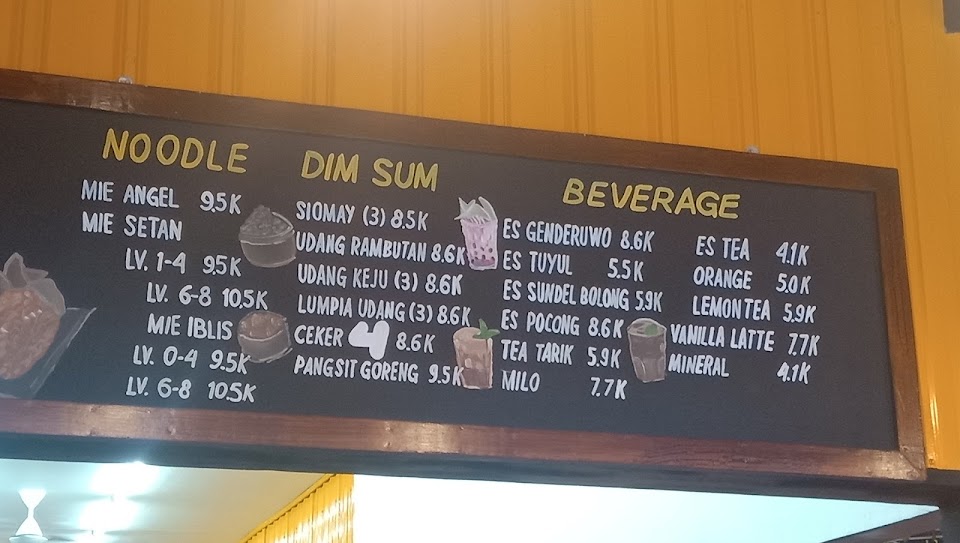 NOODLE
MIE ANGEL 9.5K
MIE SETAN
LV. 1-4 9.5K
LV. 6-8 10.5K
MIE IBLIS
LV. 0-4 9.5K
LV. 6-8 10.5K
DIM SUM
SIOMAY (3) 8.5K
UDANG RAMBUTAN 8.6K
UDANG KEJU (3) 8.6K
LUMPIA UDANG (3) 8.6K
CEKER 4 8.6K
PANGSIT GORENG 9.5K
BEVERAGE
ES GENDERUWO 8.6K
ES TUYUL 5.5K
ES SUNDEL BOLONG 5.9K
ES POCONG 8.6K
TEA TARIK 5.9K
MILO 7.7K
ES TEA 4.1K
ORANGE 5.0K
LEMON TEA 5.9K
VANILLA LATTE 7.7K
MINERAL 4.1K